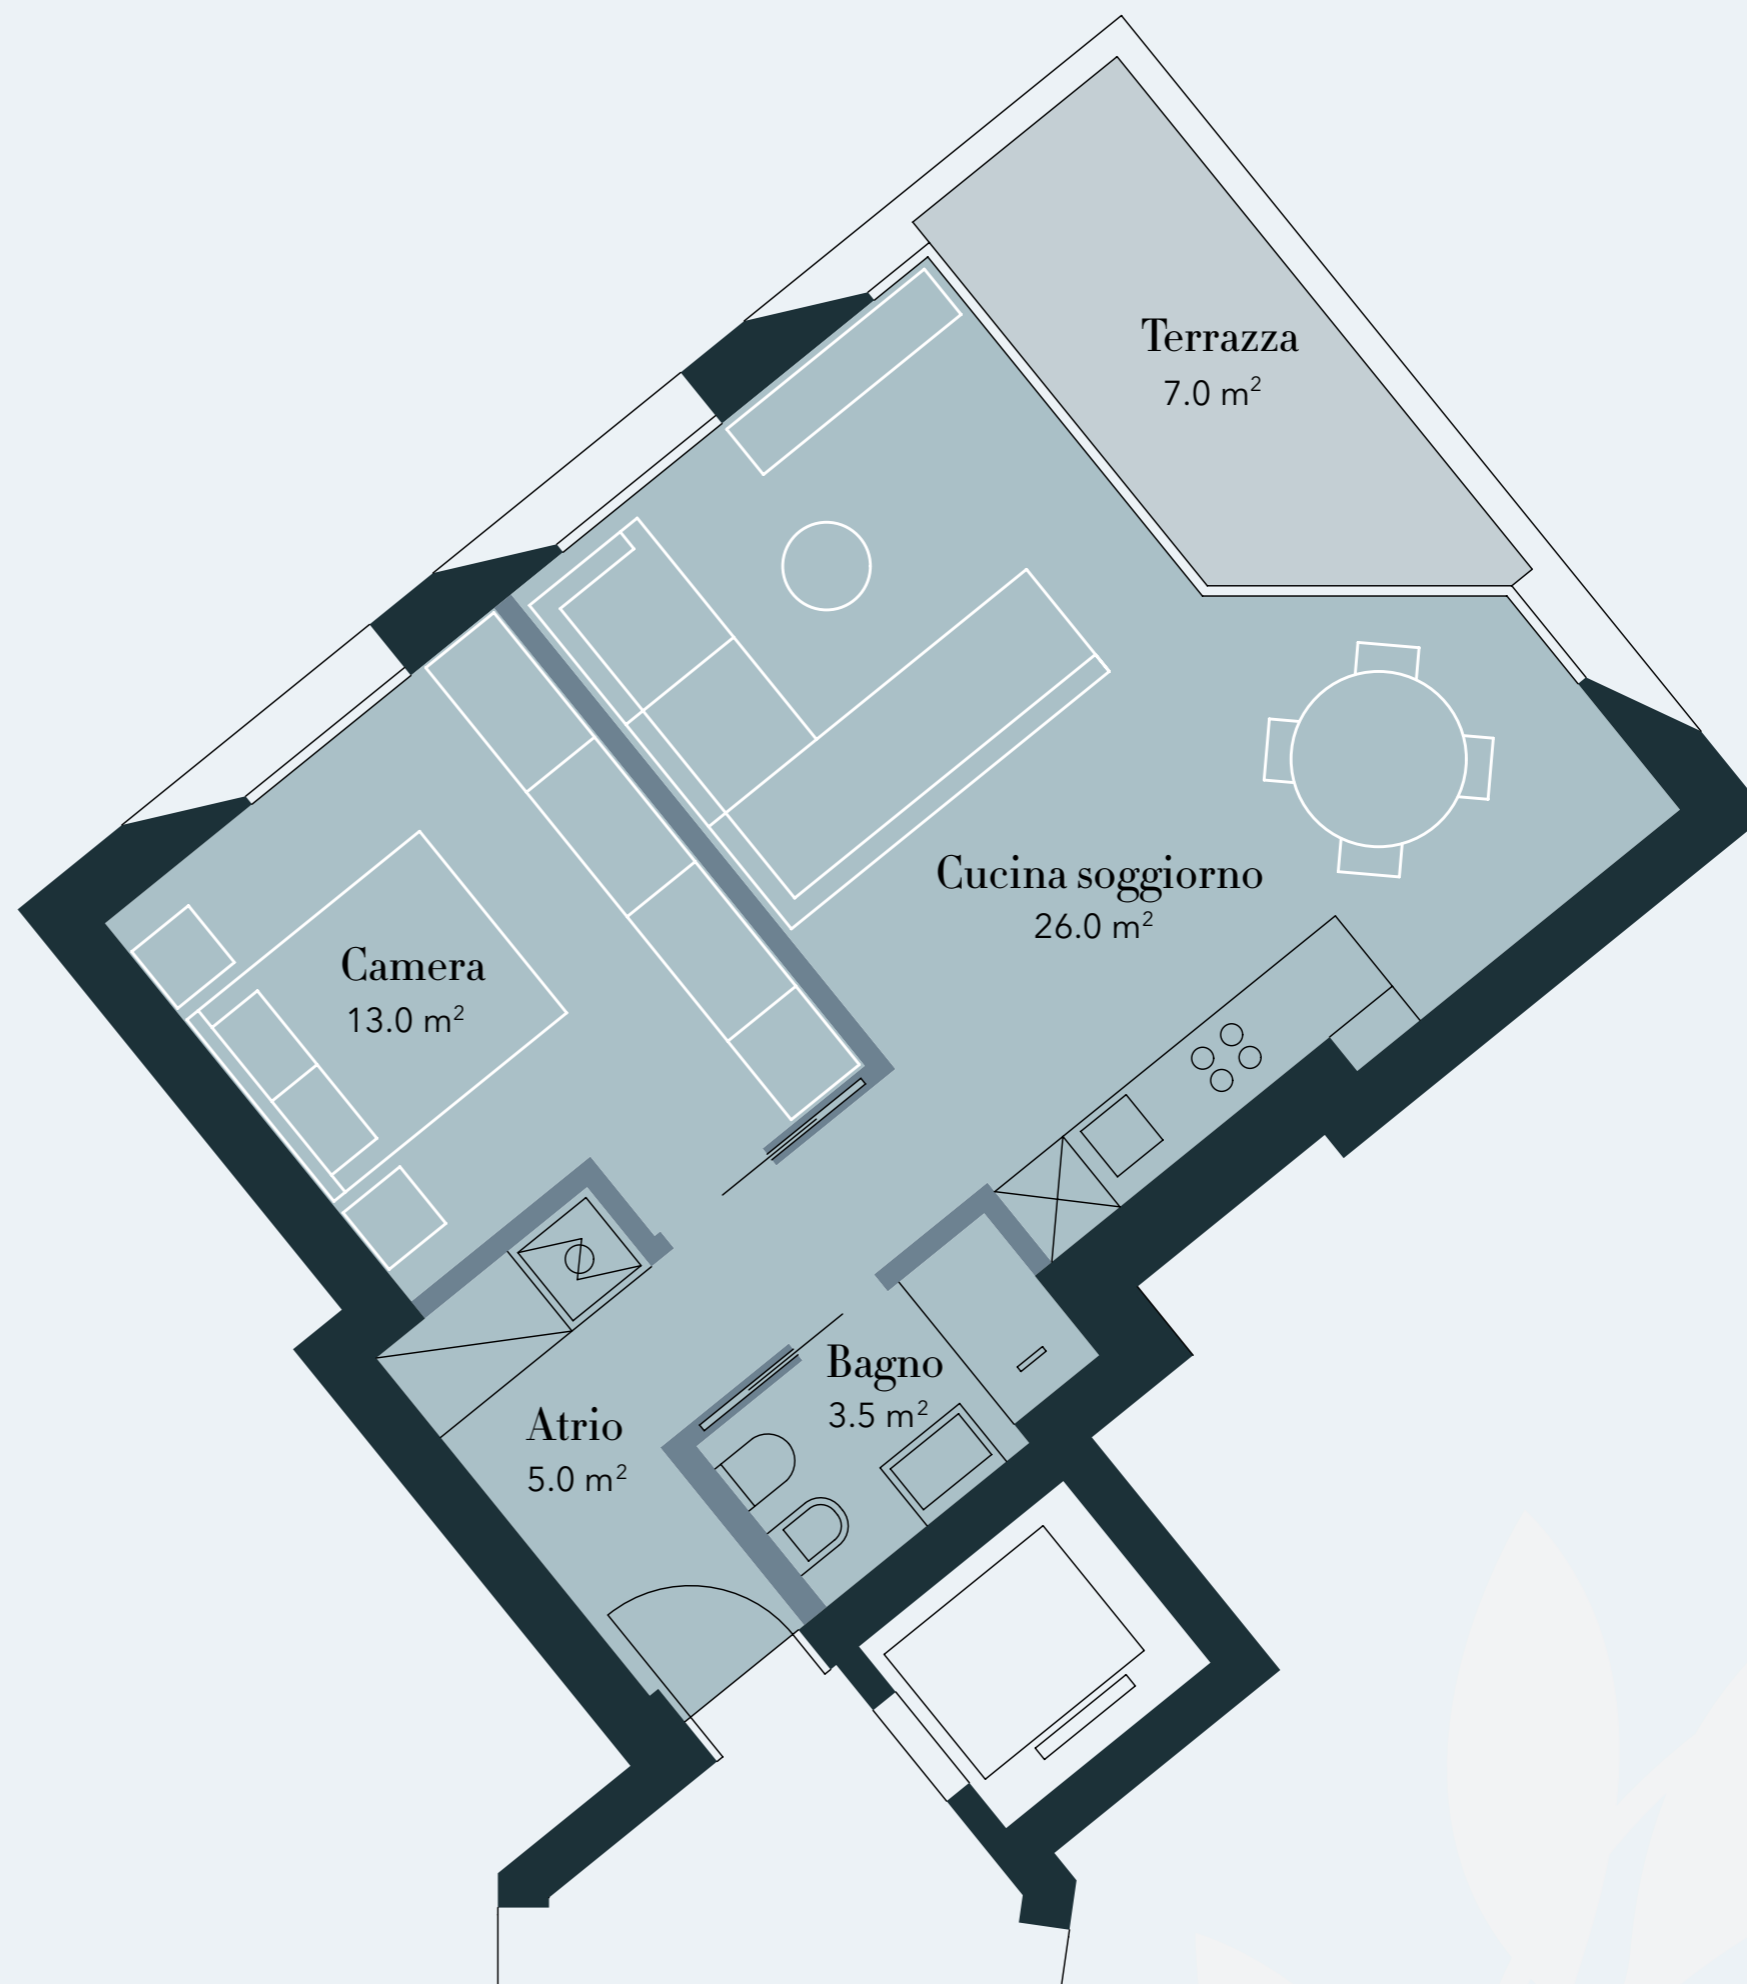 Terrazza
7.0 m²
Cucina soggiorno
26.0 m²
Camera
13.0 m²
Bagno
3.5 m²
Atrio
5.0 m²